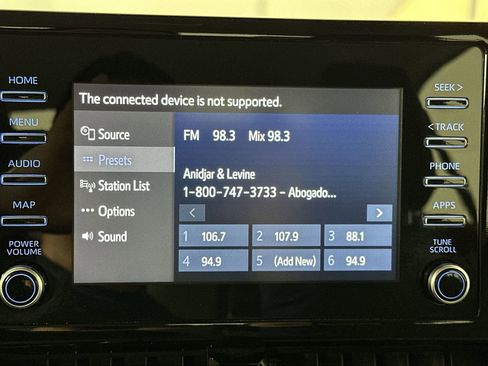 HOME
MENU
AUDIO
MAP
POWER
VOLUME
The connected device is not supported.
Source
Presets
Station List
Options
Sound
FM 98.3 Mix 98.3
Anidjar & Levine
1-800-747-3733 - Abogado...
< >
1 106.7 2 107.9 3 88.1
4 94.9 5 (Add New) 6 94.9
SEEK >
< TRACK
PHONE
APPS
TUNE
SCROLL